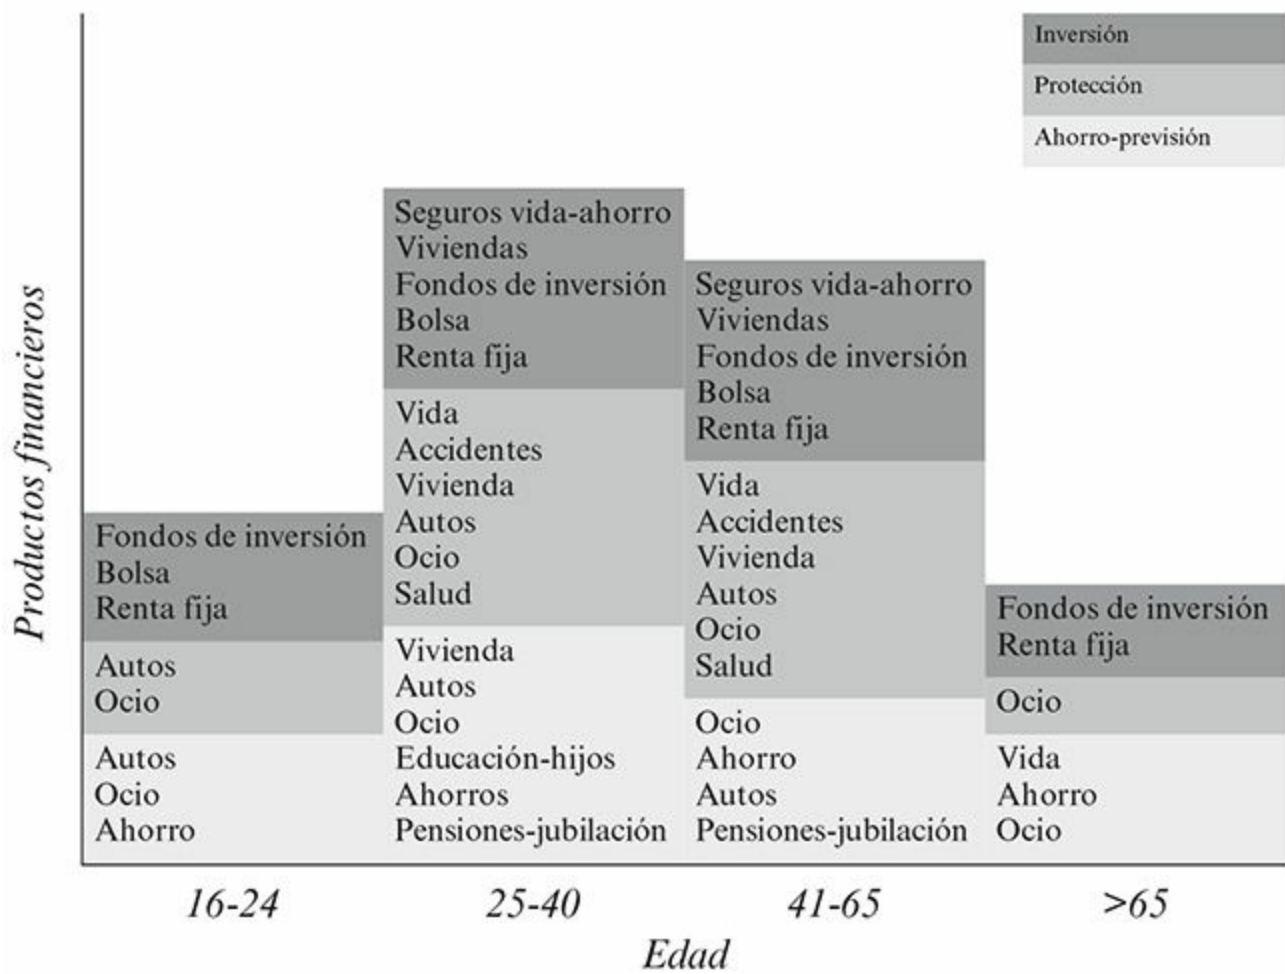 Inversión
Protección
Ahorro-previsión
Productos financieros
Fondos de inversión
Bolsa
Renta fija
Autos
Ocio
Autos
Ocio
Ahorro
Seguros vida-ahorro
Viviendas
Fondos de inversión
Bolsa
Renta fija
Vida
Accidentes
Vivienda
Autos
Ocio
Salud
Vivienda
Autos
Ocio
Educación-hijos
Ahorros
Pensiones-jubilación
Seguros vida-ahorro
Viviendas
Fondos de inversión
Bolsa
Renta fija
Vida
Accidentes
Vivienda
Autos
Ocio
Salud
Ocio
Ahorro
Autos
Pensiones-jubilación
Fondos de inversión
Renta fija
Ocio
Vida
Ahorro
Ocio
16-24
25-40
41-65
>65
Edad